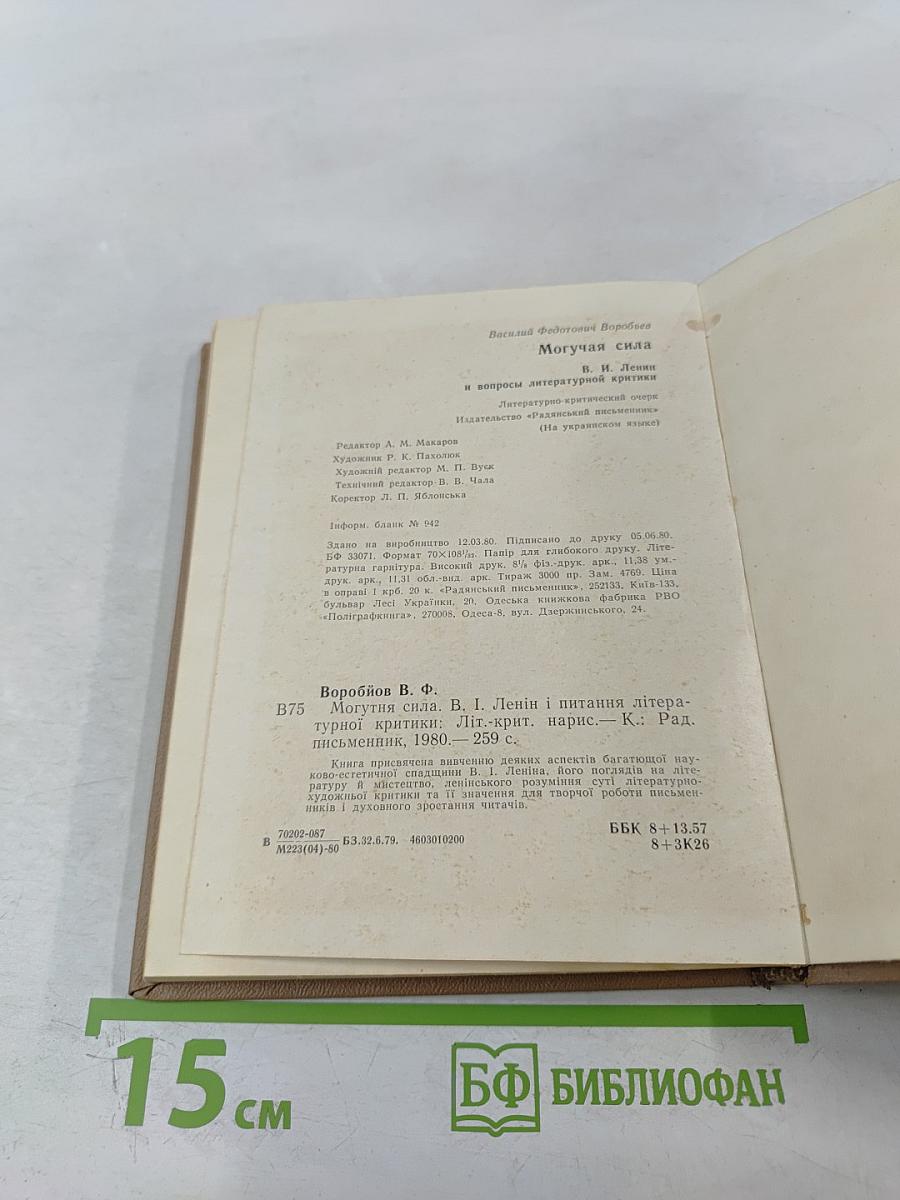 Василий Федотович Воробьев
Могучая сила
В. И. Ленин
и вопросы литературной критики
Литературно-критический очерк
Издательство «Радянський письменник»
(На украинском языке)
Редактор А. М. Макаров
Художник Р. К. Пахолюк
Художній редактор М. П. Вуєк
Технічний редактор В. В. Чала
Коректор Л. П. Яблонська
Інформ. бланк № 942
Здано на виробництво 12.03.80. Підписано до друку 05.06.80.
БФ 33071. Формат 70×108¹/₃₂. Папір для глибокого друку. Літе-
ратурна гарнітура. Високий друк. 8¹/₈ фіз.-друк. арк., 11,38 ум.-
друк. арк., 11,31 обл.-вид. арк. Тираж 3000 пр. Зам. 4769. Ціна
в оправі 1 крб. 20 к. «Радянський письменник», 252133, Київ-133,
бульвар Лесі Українки, 20. Одеська книжкова фабрика РВО
«Поліграфкнига», 270008, Одеса-8, вул. Дзержинського, 24.
Воробйов В. Ф.
В75 Могутня сила. В. І. Ленін і питання літера-
турної критики: Літ.-крит. нарис.— К.: Рад.
письменник, 1980.— 259 с.
Книга присвячена вивченню деяких аспектів багатющої нау-
ково-естетичної спадщини В. І. Леніна, його поглядів на літе-
ратуру й мистецтво, ленінського розуміння суті літературно-
художньої критики та її значення для творчої роботи письмен-
ників і духовного зростання читачів.
В 70202-087/М223(04)-80 БЗ.32.6.79. 4603010200
ББК 8+13.57
8+3К26
15 см
БФ БИБЛИОФАН